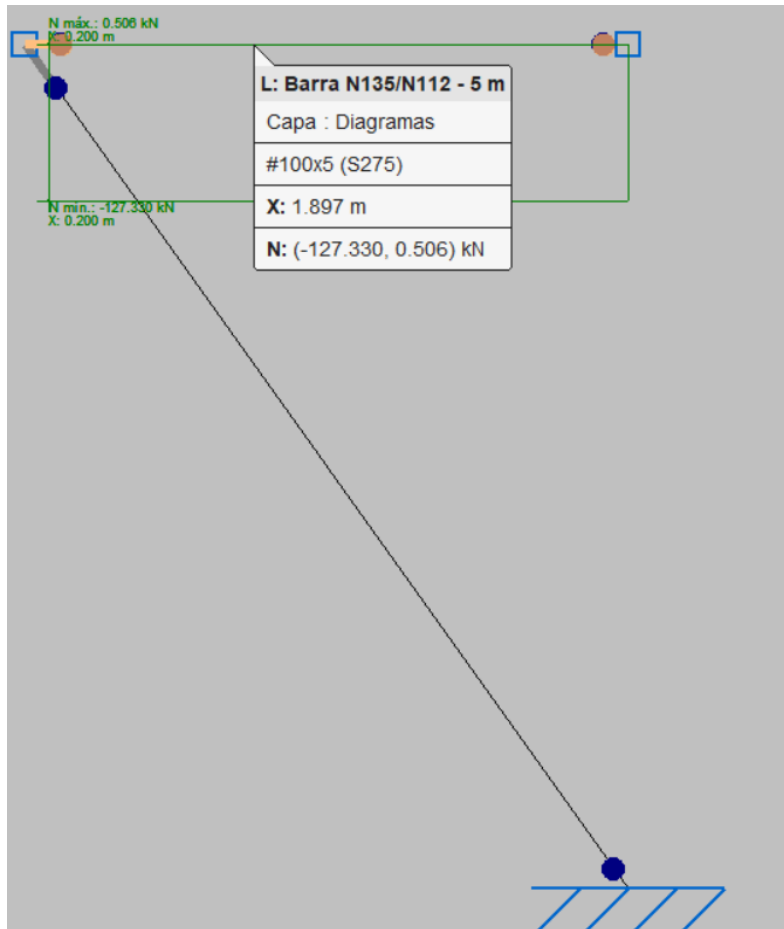 N máx.: 0.506 kN
X: 0.200 m
L: Barra N135/N112 - 5 m
Capa : Diagramas
#100x5 (S275)
X: 1.897 m
N: (-127.330, 0.506) kN
N mín.: -127.330 kN
X: 0.200 m